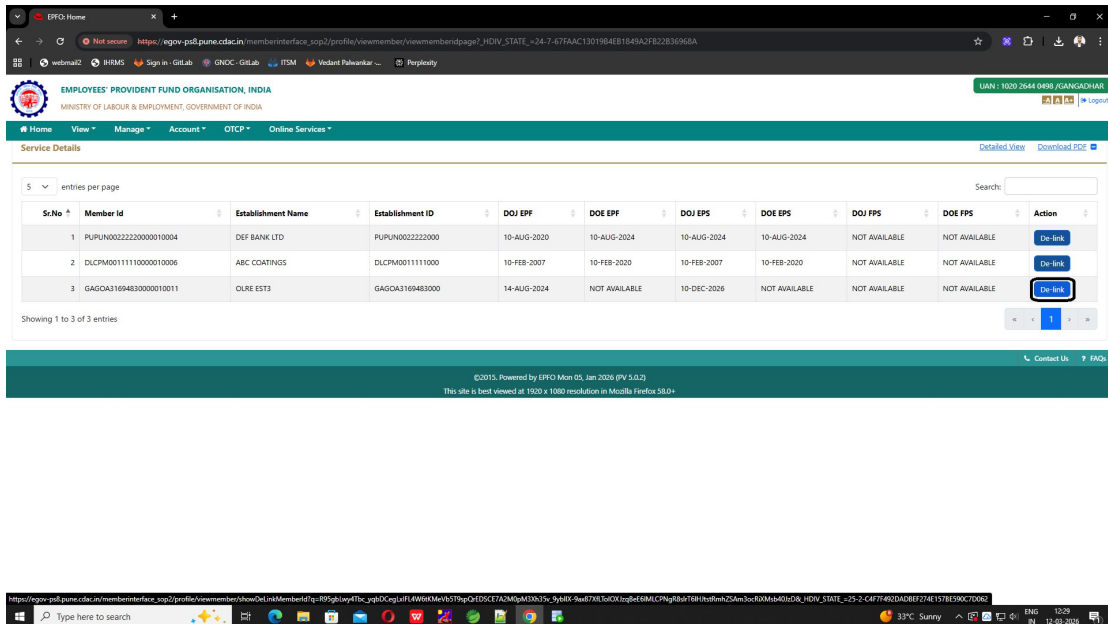 EPFO: Home
Not secure https://egov-ps8.pune.cdac.in/memberinterface_sop2/profile/viewmember/viewmemberidpage?_HDIV_STATE_=24-7-67FAAC13019B4EB1849A2FB22B36968A
webmail2 IHRMS Sign in · GitLab GNOC · GitLab ITSM Vedant Palwankar -... Perplexity
EMPLOYEES' PROVIDENT FUND ORGANISATION, INDIA
MINISTRY OF LABOUR & EMPLOYMENT, GOVERNMENT OF INDIA
UAN : 1020 2644 0498 /GANGADHAR
-A A A+ Logout
Home View Manage Account OTCP Online Services
Service Details Detailed View Download PDF
5 entries per page Search:
Sr.No Member Id Establishment Name Establishment ID DOJ EPF DOE EPF DOJ EPS DOE EPS DOJ FPS DOE FPS Action
1 PUPUN00222220000010004 DEF BANK LTD PUPUN0022222000 10-AUG-2020 10-AUG-2024 10-AUG-2024 10-AUG-2024 NOT AVAILABLE NOT AVAILABLE De-link
2 DLCPM00111110000010006 ABC COATINGS DLCPM0011111000 10-FEB-2007 10-FEB-2020 10-FEB-2007 10-FEB-2020 NOT AVAILABLE NOT AVAILABLE De-link
3 GAGOA31694830000010011 OLRE EST3 GAGOA3169483000 14-AUG-2024 NOT AVAILABLE 10-DEC-2026 NOT AVAILABLE NOT AVAILABLE NOT AVAILABLE De-link
Showing 1 to 3 of 3 entries « ‹ 1 › »
Contact Us ? FAQs
©2015. Powered by EPFO Mon 05, Jan 2026 (PV 5.0.2)
This site is best viewed at 1920 x 1080 resolution in Mozilla Firefox 58.0+
Type here to search 33°C Sunny ENG 12:29
IN 12-03-2026